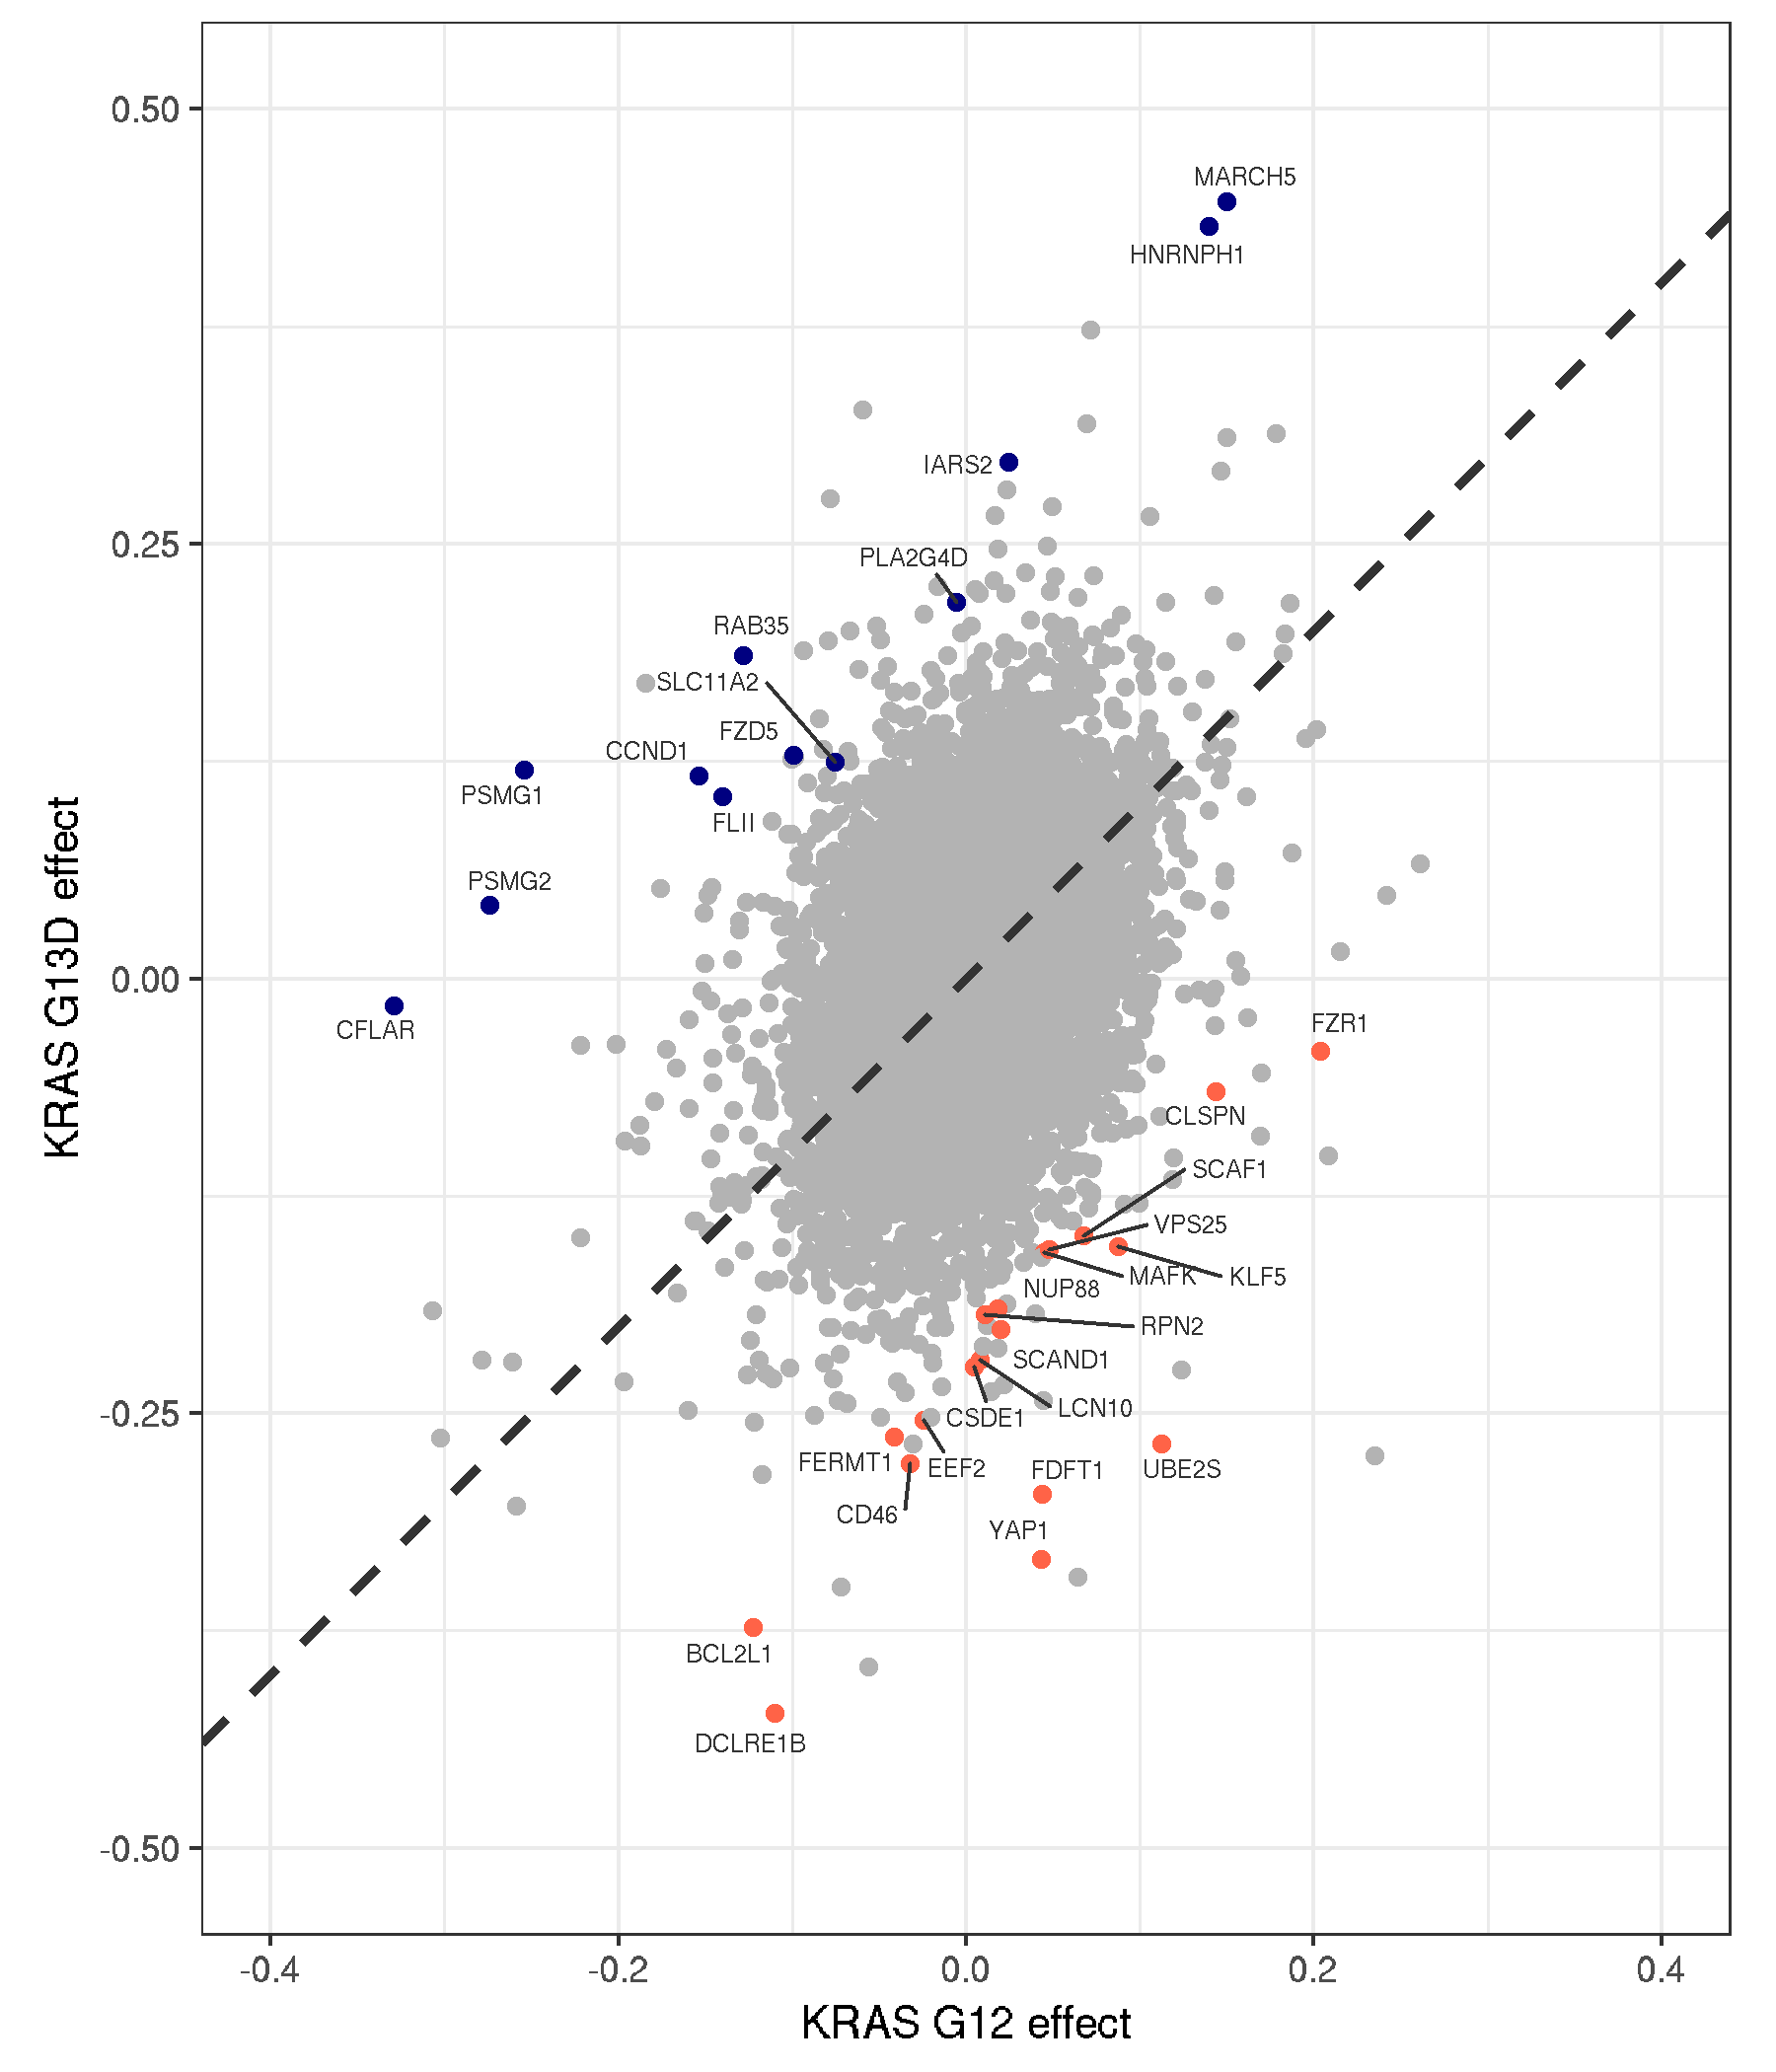 0.50
0.25
0.00
-0.25
-0.50
KRAS G13D effect
MARCH5
HNRNPH1
IARS2
PLA2G4D
RAB35
SLC11A2
FZD5
CCND1
PSMG1
FLII
PSMG2
CFLAR
FZR1
CLSPN
SCAF1
VPS25
MAFK
KLF5
NUP88
RPN2
SCAND1
LCN10
CSDE1
FERMT1
EEF2
UBE2S
FDFT1
CD46
YAP1
BCL2L1
DCLRE1B
-0.4
-0.2
0.0
0.2
0.4
KRAS G12 effect